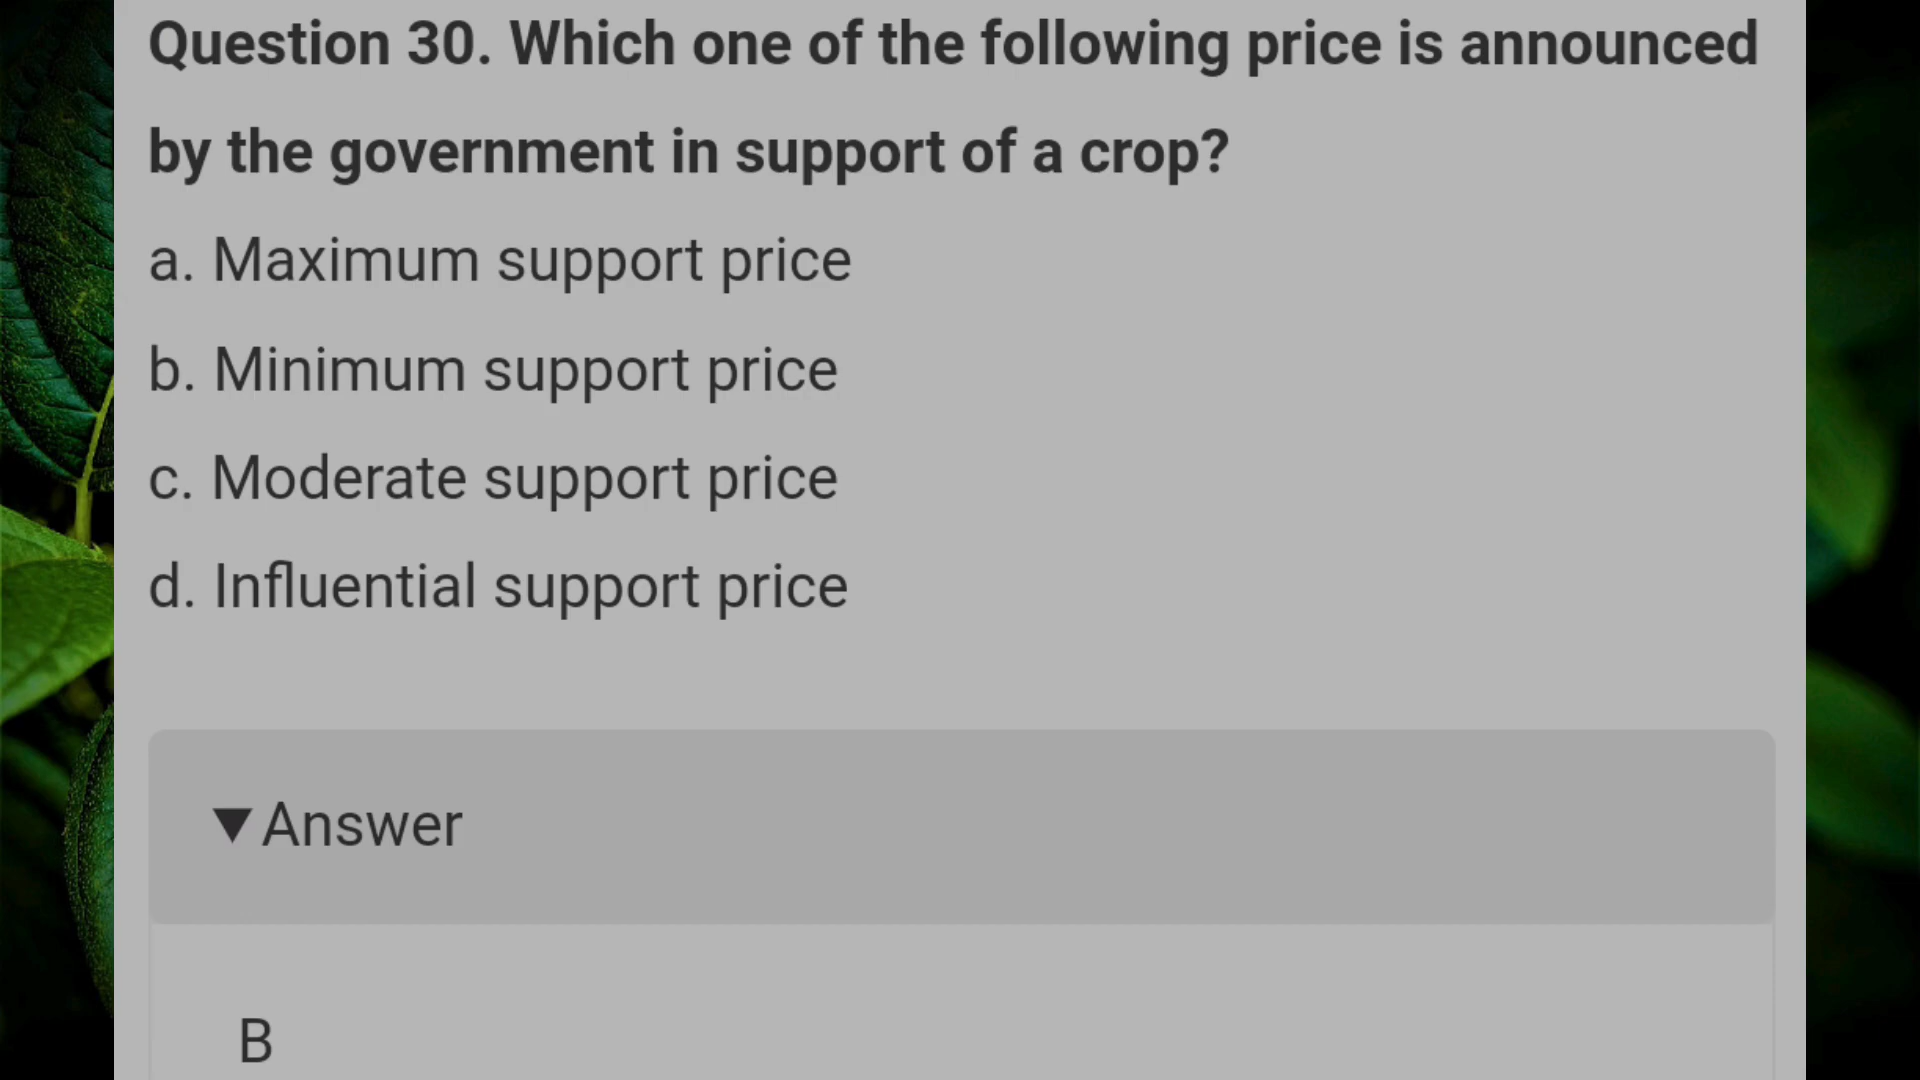 Question 30. Which one of the following price is announced
by the government in support of a crop?
a. Maximum support price
b. Minimum support price
c. Moderate support price
d. Influential support price
▼ Answer
B